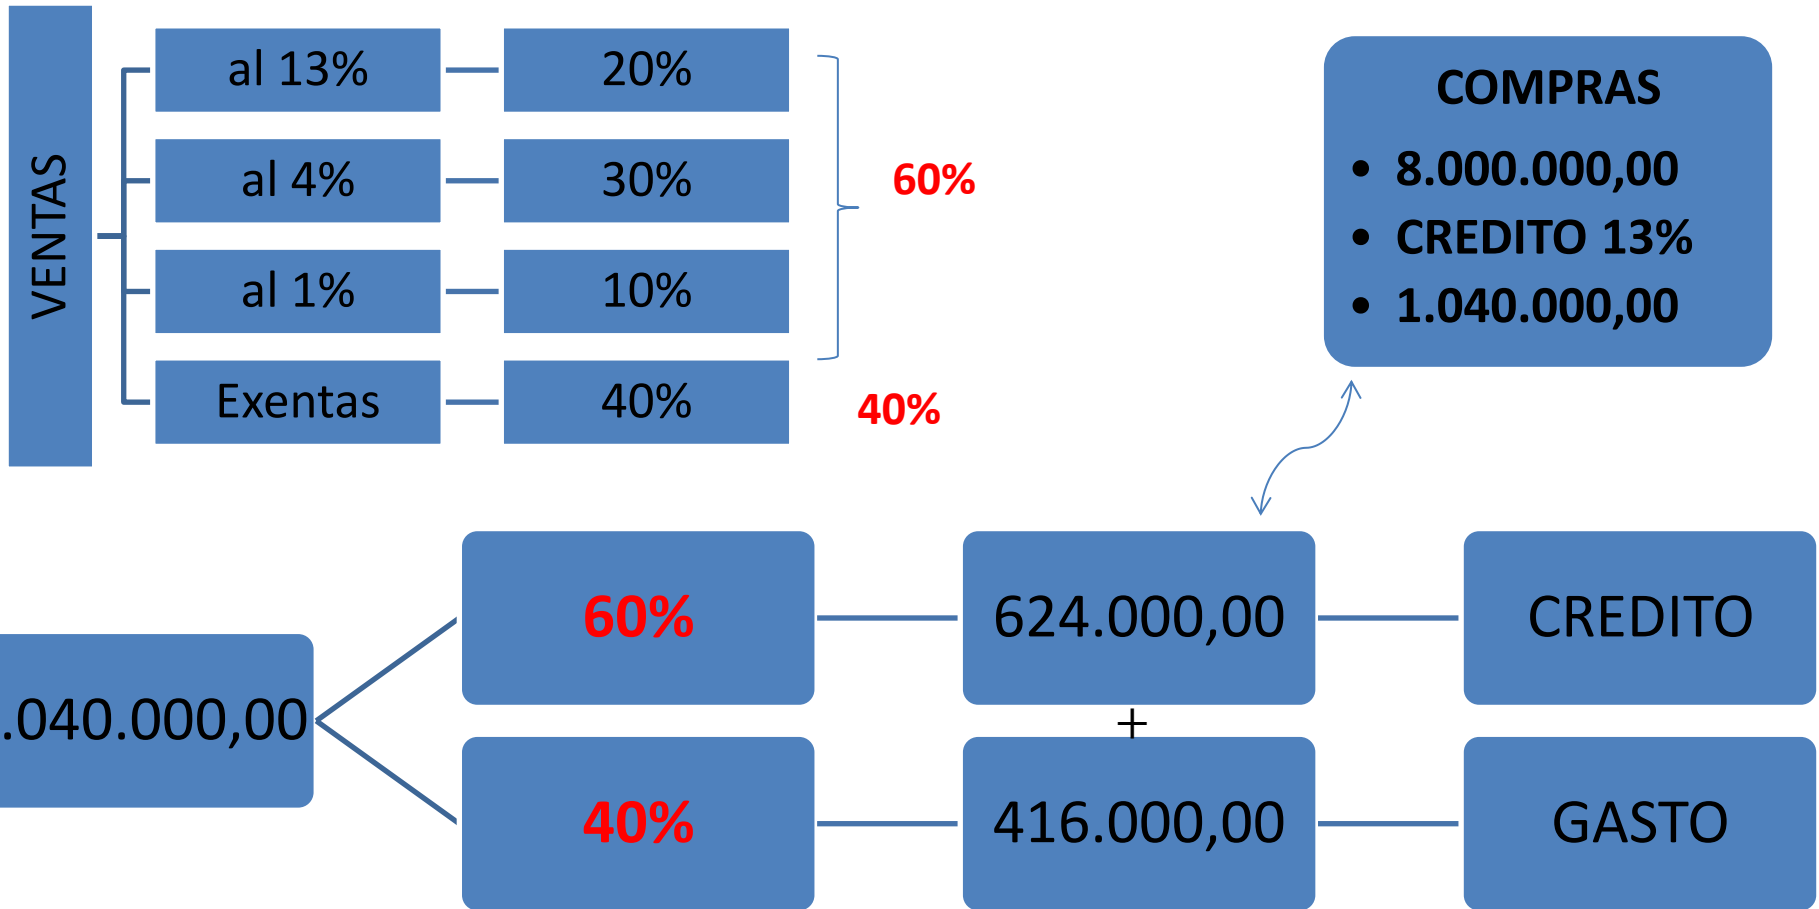 VENTAS
al 13%
20%
al 4%
30%
al 1%
10%
Exentas
40%
60%
40%
COMPRAS
• 8.000.000,00
• CREDITO 13%
• 1.040.000,00
.040.000,00
60%
624.000,00
CREDITO
+
40%
416.000,00
GASTO